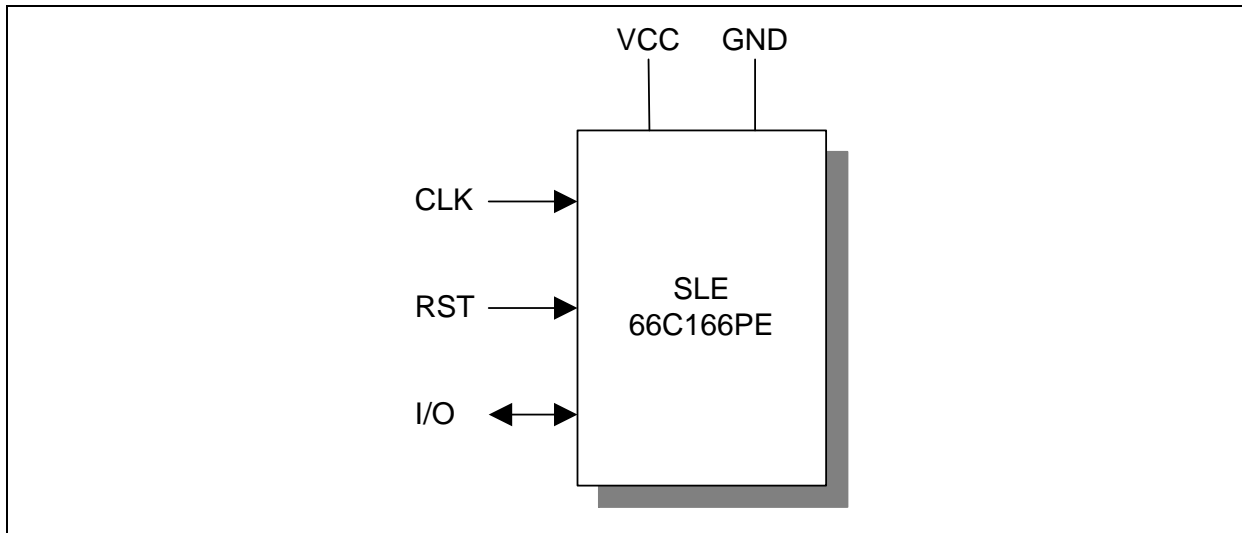 VCC GND
CLK
RST
SLE
66C166PE
I/O